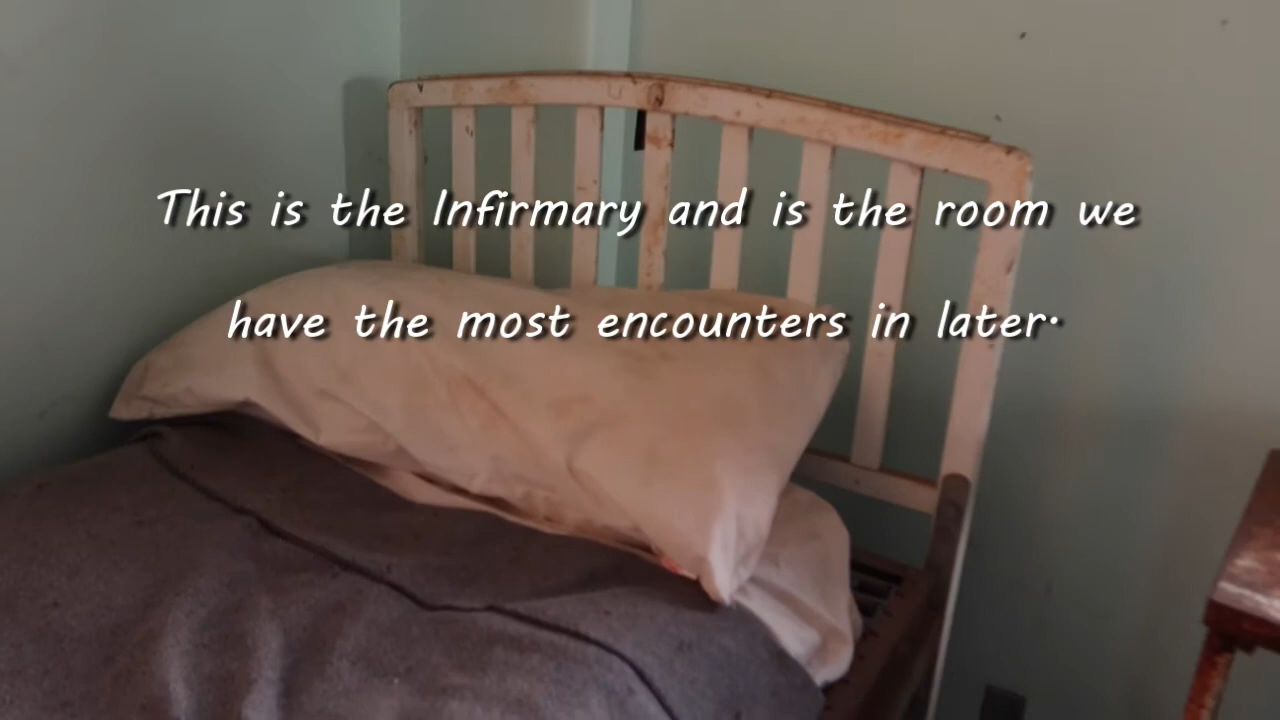 This is the Infirmary and is the room we
have the most encounters in later.